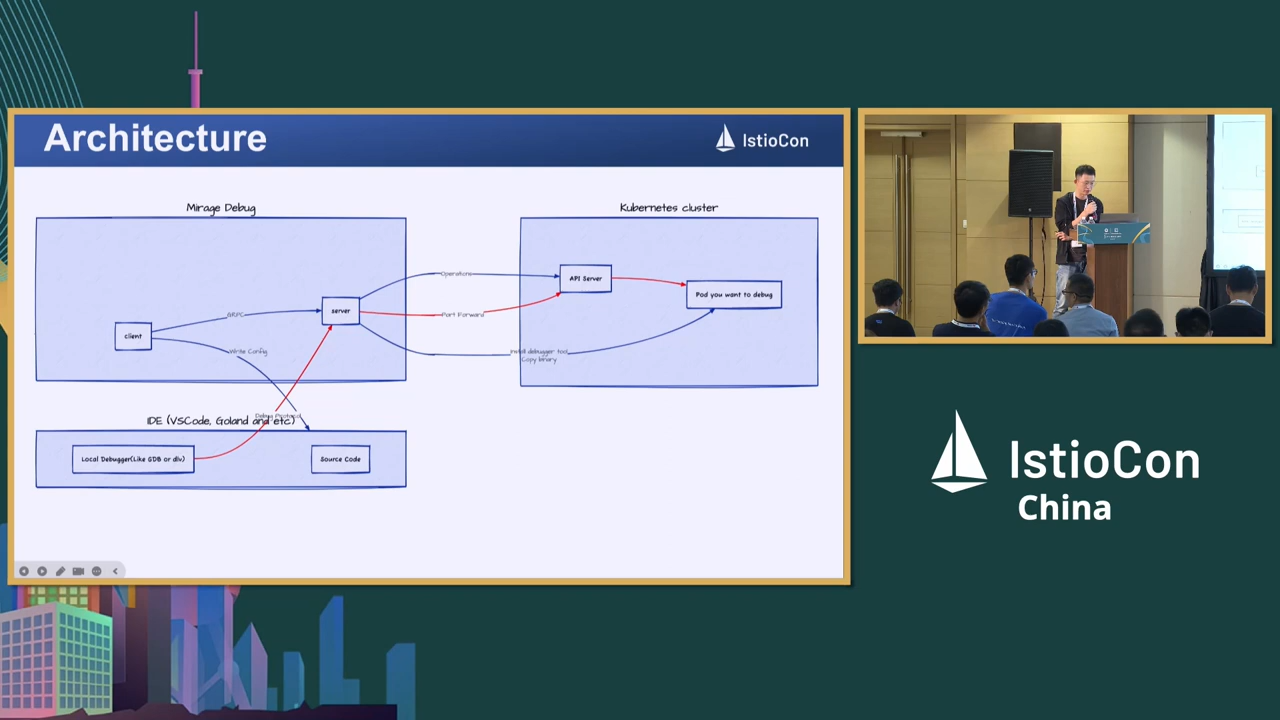 Architecture
IstioCon
Mirage Debug
Kubernetes cluster
Operations
API Server
Pod you want to debug
server
GRPC
Port Forward
client
Write Config
Install debugger tool
Copy binary
Debug Protocol
IDE (VSCode, Goland and etc)
Local Debugger(Like GDB or dlv)
Source Code
IstioCon
China